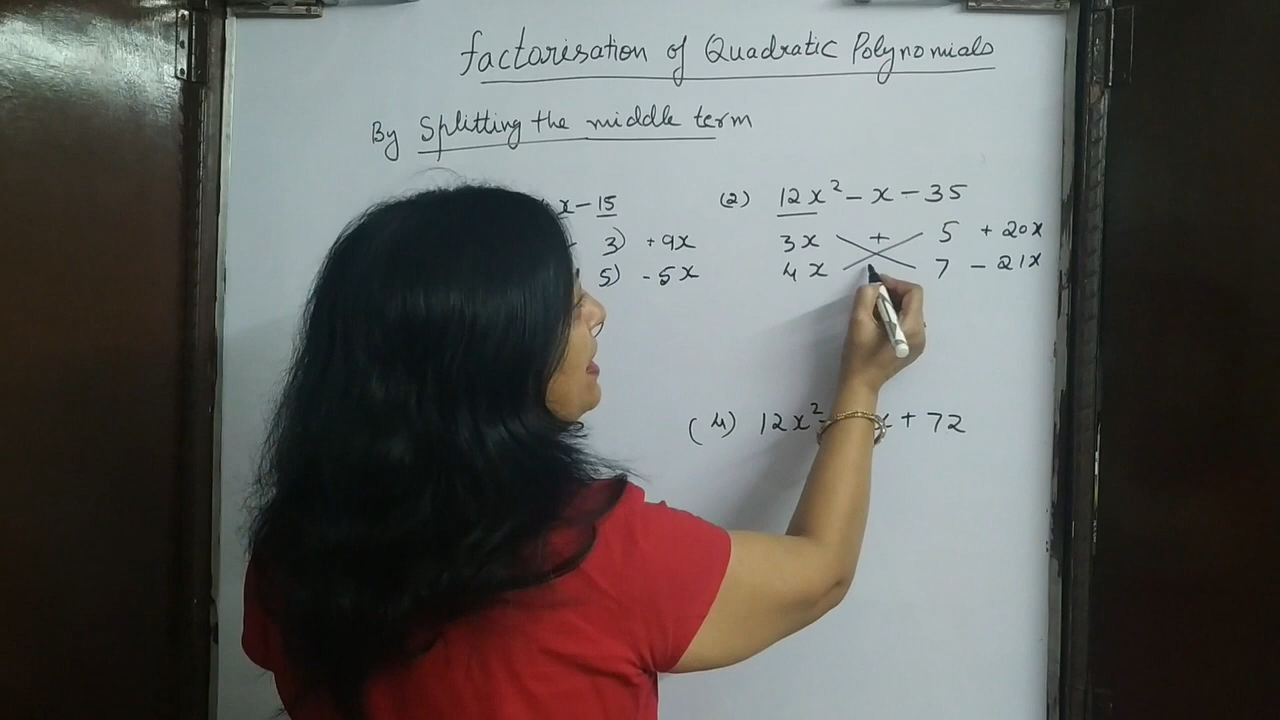 factorisation of Quadratic Polynomials
By Splitting the middle term
x - 15
3) + 9x
5) - 5x
(2) 12x² - x - 35
3x + 5 + 20x
4x 7 - 21x
(4) 12x² - x + 72